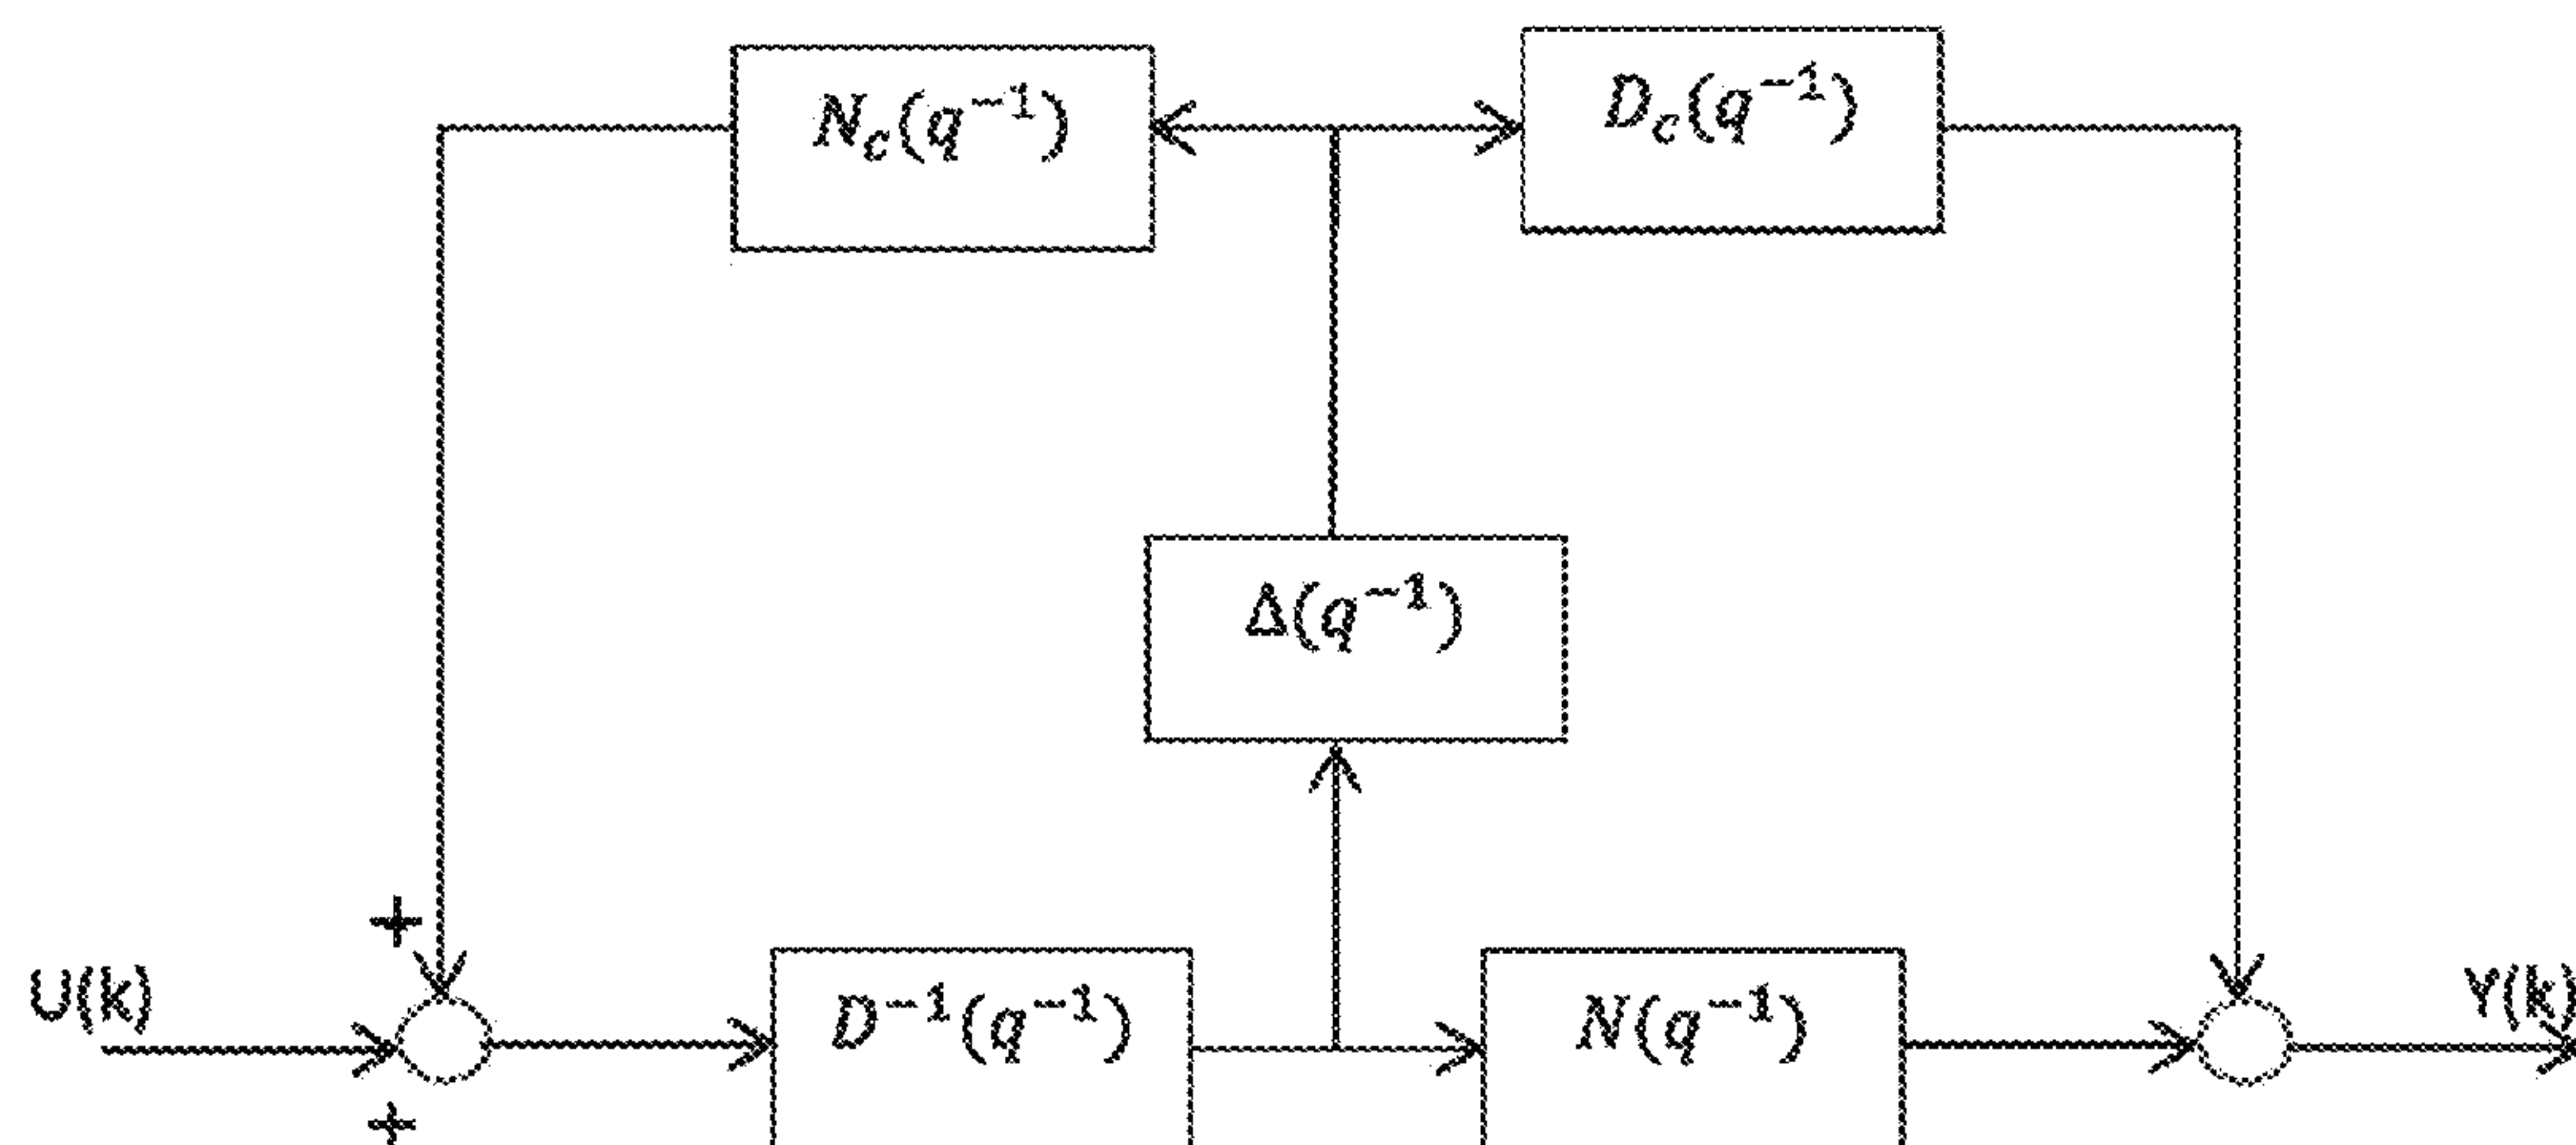 N_c(q⁻¹)
D_c(q⁻¹)
Δ(q⁻¹)
+
U(k)
D⁻¹(q⁻¹)
N(q⁻¹)
Y(k)
+